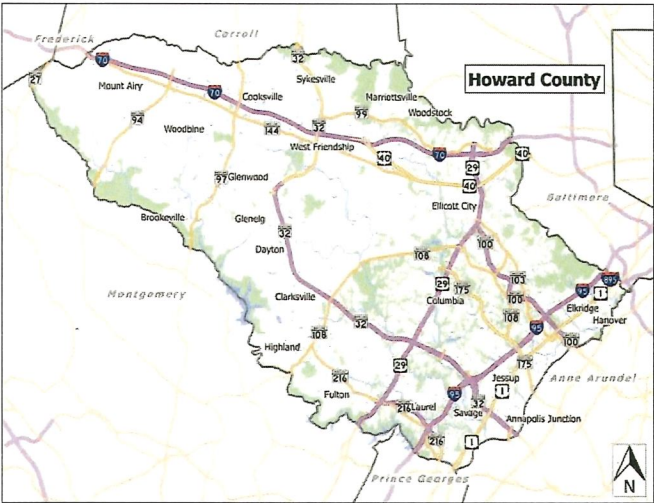 Frederick
Carroll
32
70
Howard County
27
Mount Airy
70
Sykesville
Cooksville
Marriottsville
94
99
Woodstock
Woodbine
144
32
West Friendship
40
70
29
40
40
97
Glenwood
Ellicott City
Baltimore
Brookeville
Glenelg
32
Dayton
100
108
103
95
895
1
Montgomery
29
175
Clarksville
Columbia
100
Elkridge
108
Hanover
108
32
95
100
Highland
29
175
Anne Arundel
216
Jessup
Fulton
95
1
216
Laurel
32
Savage
Annapolis Junction
216
1
Prince Georges
N